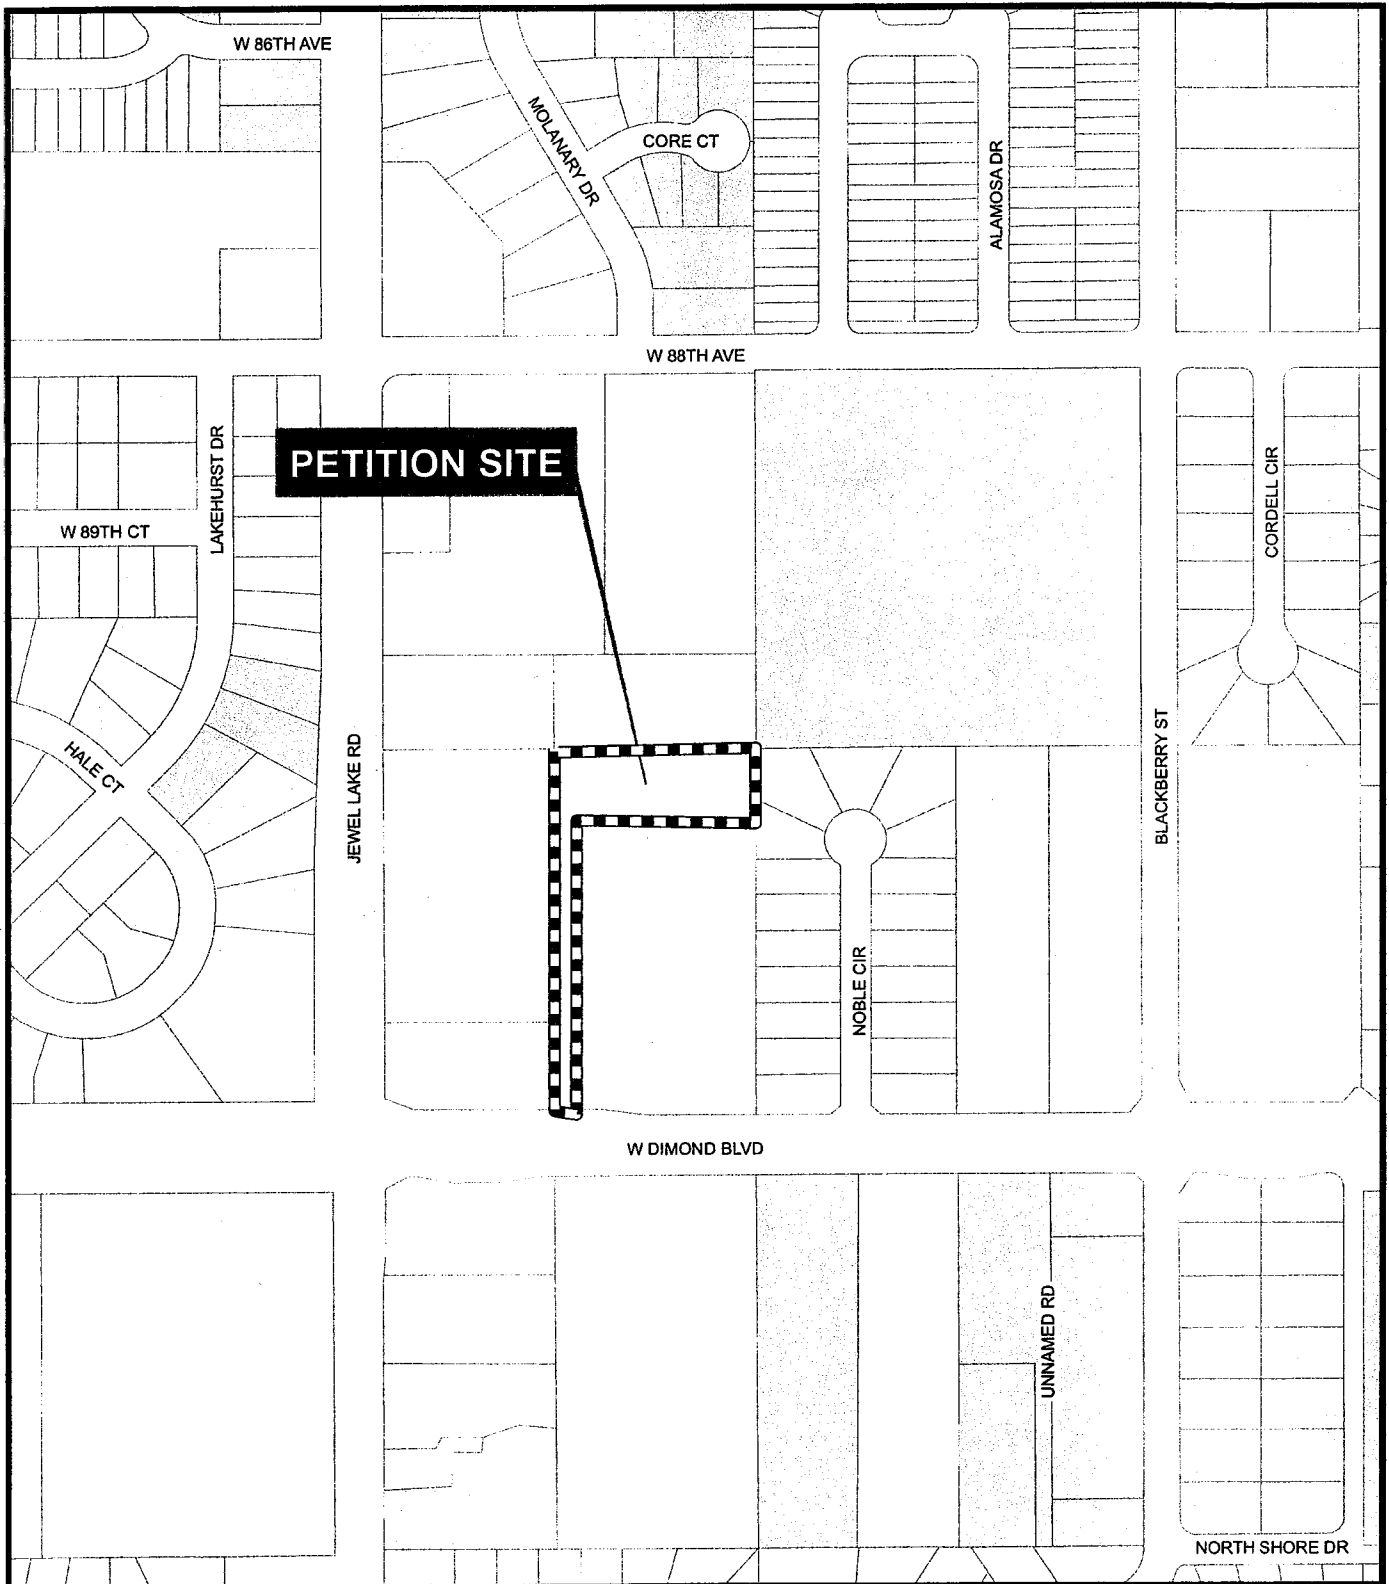 W 86TH AVE
MOLANARY DR
CORE CT
ALAMOSA DR
W 88TH AVE
LAKEHURST DR
PETITION SITE
CORDELL CIR
W 89TH CT
HALE CT
JEWEL LAKE RD
BLACKBERRY ST
NOBLE CIR
W DIMOND BLVD
UNNAMED RD
NORTH SHORE DR